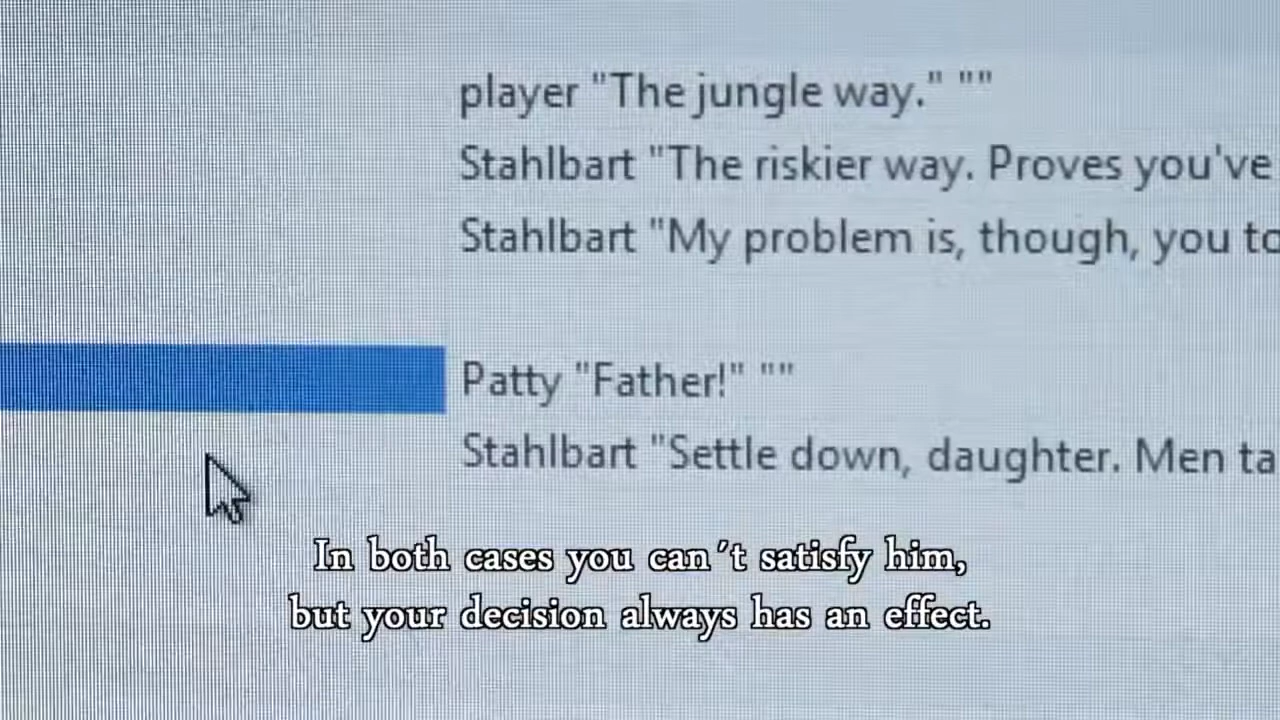 player "The jungle way." ""
Stahlbart "The riskier way. Proves you've
Stahlbart "My problem is, though, you
Patty "Father!" ""
Stahlbart "Settle down, daughter. Men
In both cases you can´t satisfy him,
but your decision always has an effect.